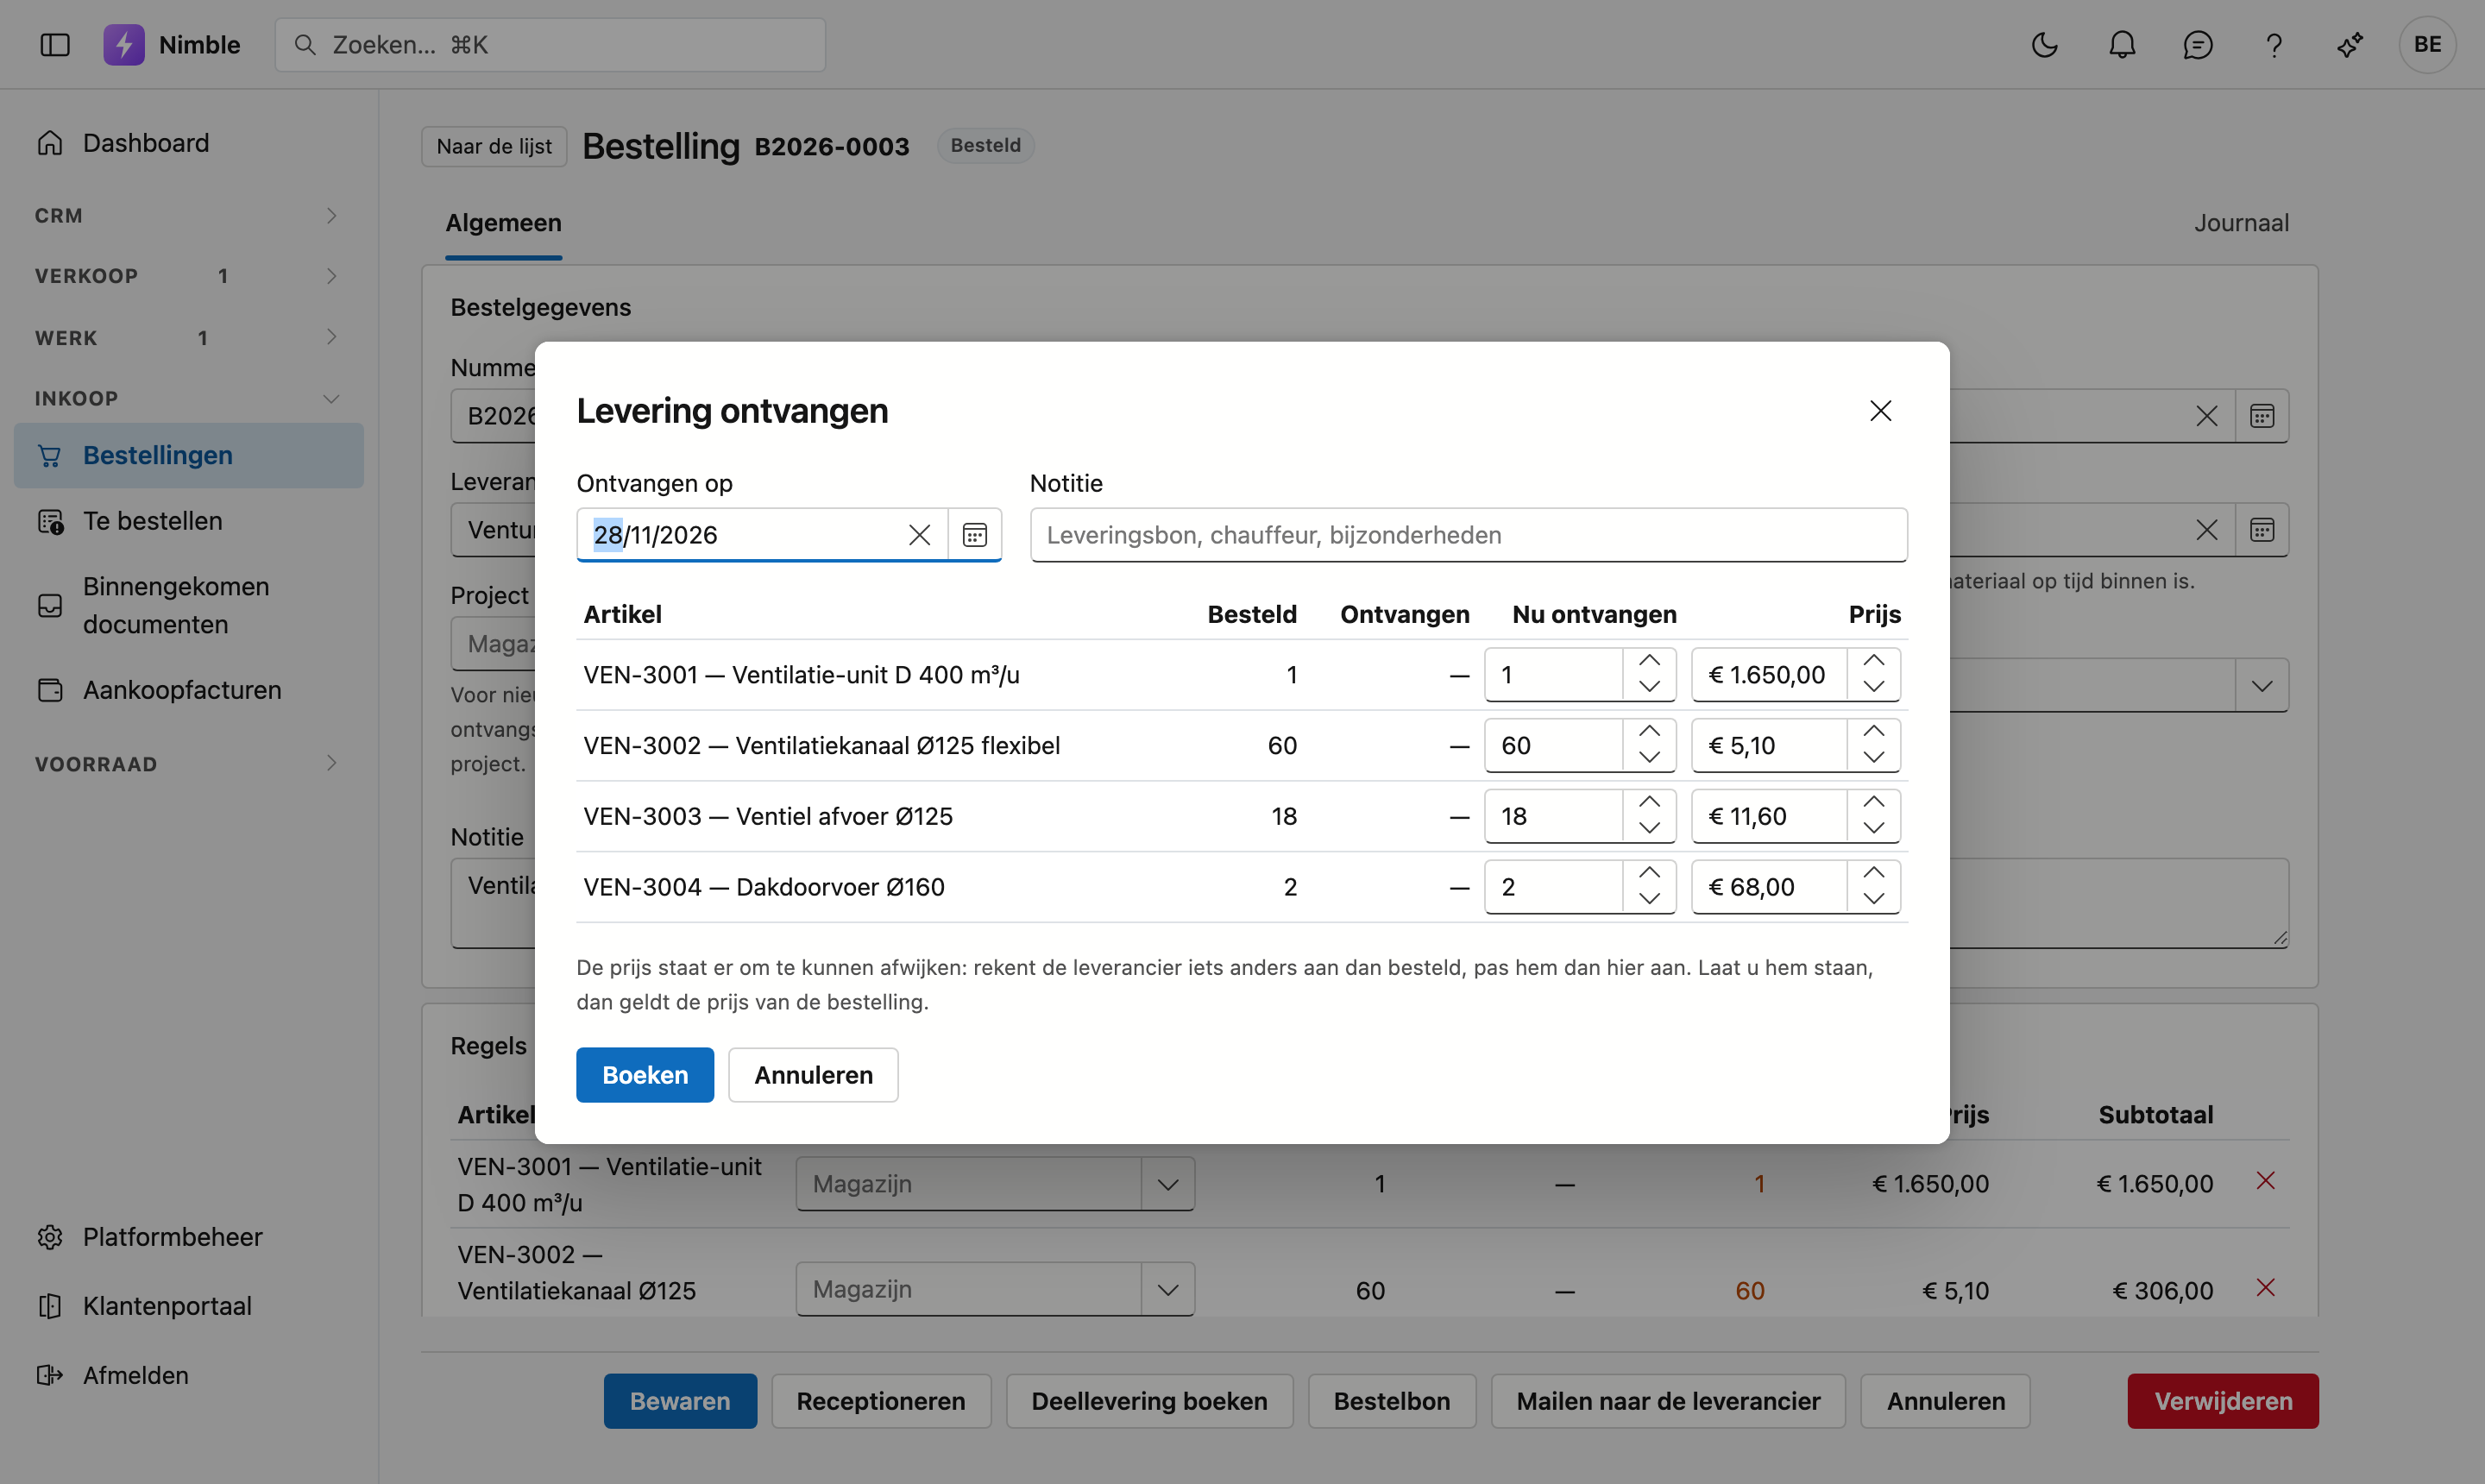 Nimble
Zoeken... ⌘K
BE
Dashboard
CRM
VERKOOP 1
WERK 1
INKOOP
Bestellingen
Te bestellen
Binnengekomen
documenten
Aankoopfacturen
VOORRAAD
Platformbeheer
Klantenportaal
Afmelden
Naar de lijst Bestelling B2026-0003 Besteld
Algemeen Journaal
Bestelgegevens
B2026
Project
project.
Notitie
ateriaal op tijd binnen is.
Levering ontvangen
Ontvangen op Notitie
28/11/2026 Leveringsbon, chauffeur, bijzonderheden
Artikel Besteld Ontvangen Nu ontvangen Prijs
VEN-3001 — Ventilatie-unit D 400 m³/u 1 — 1 € 1.650,00
VEN-3002 — Ventilatiekanaal Ø125 flexibel 60 — 60 € 5,10
VEN-3003 — Ventiel afvoer Ø125 18 — 18 € 11,60
VEN-3004 — Dakdoorvoer Ø160 2 — 2 € 68,00
De prijs staat er om te kunnen afwijken: rekent de leverancier iets anders aan dan besteld, pas hem dan hier aan. Laat u hem staan,
dan geldt de prijs van de bestelling.
Boeken Annuleren
Regels
Artikel Prijs Subtotaal
VEN-3001 — Ventilatie-unit
D 400 m³/u Magazijn 1 — 1 € 1.650,00 € 1.650,00
VEN-3002 —
Ventilatiekanaal Ø125 Magazijn 60 — 60 € 5,10 € 306,00
Bewaren Receptioneren Deellevering boeken Bestelbon Mailen naar de leverancier Annuleren Verwijderen